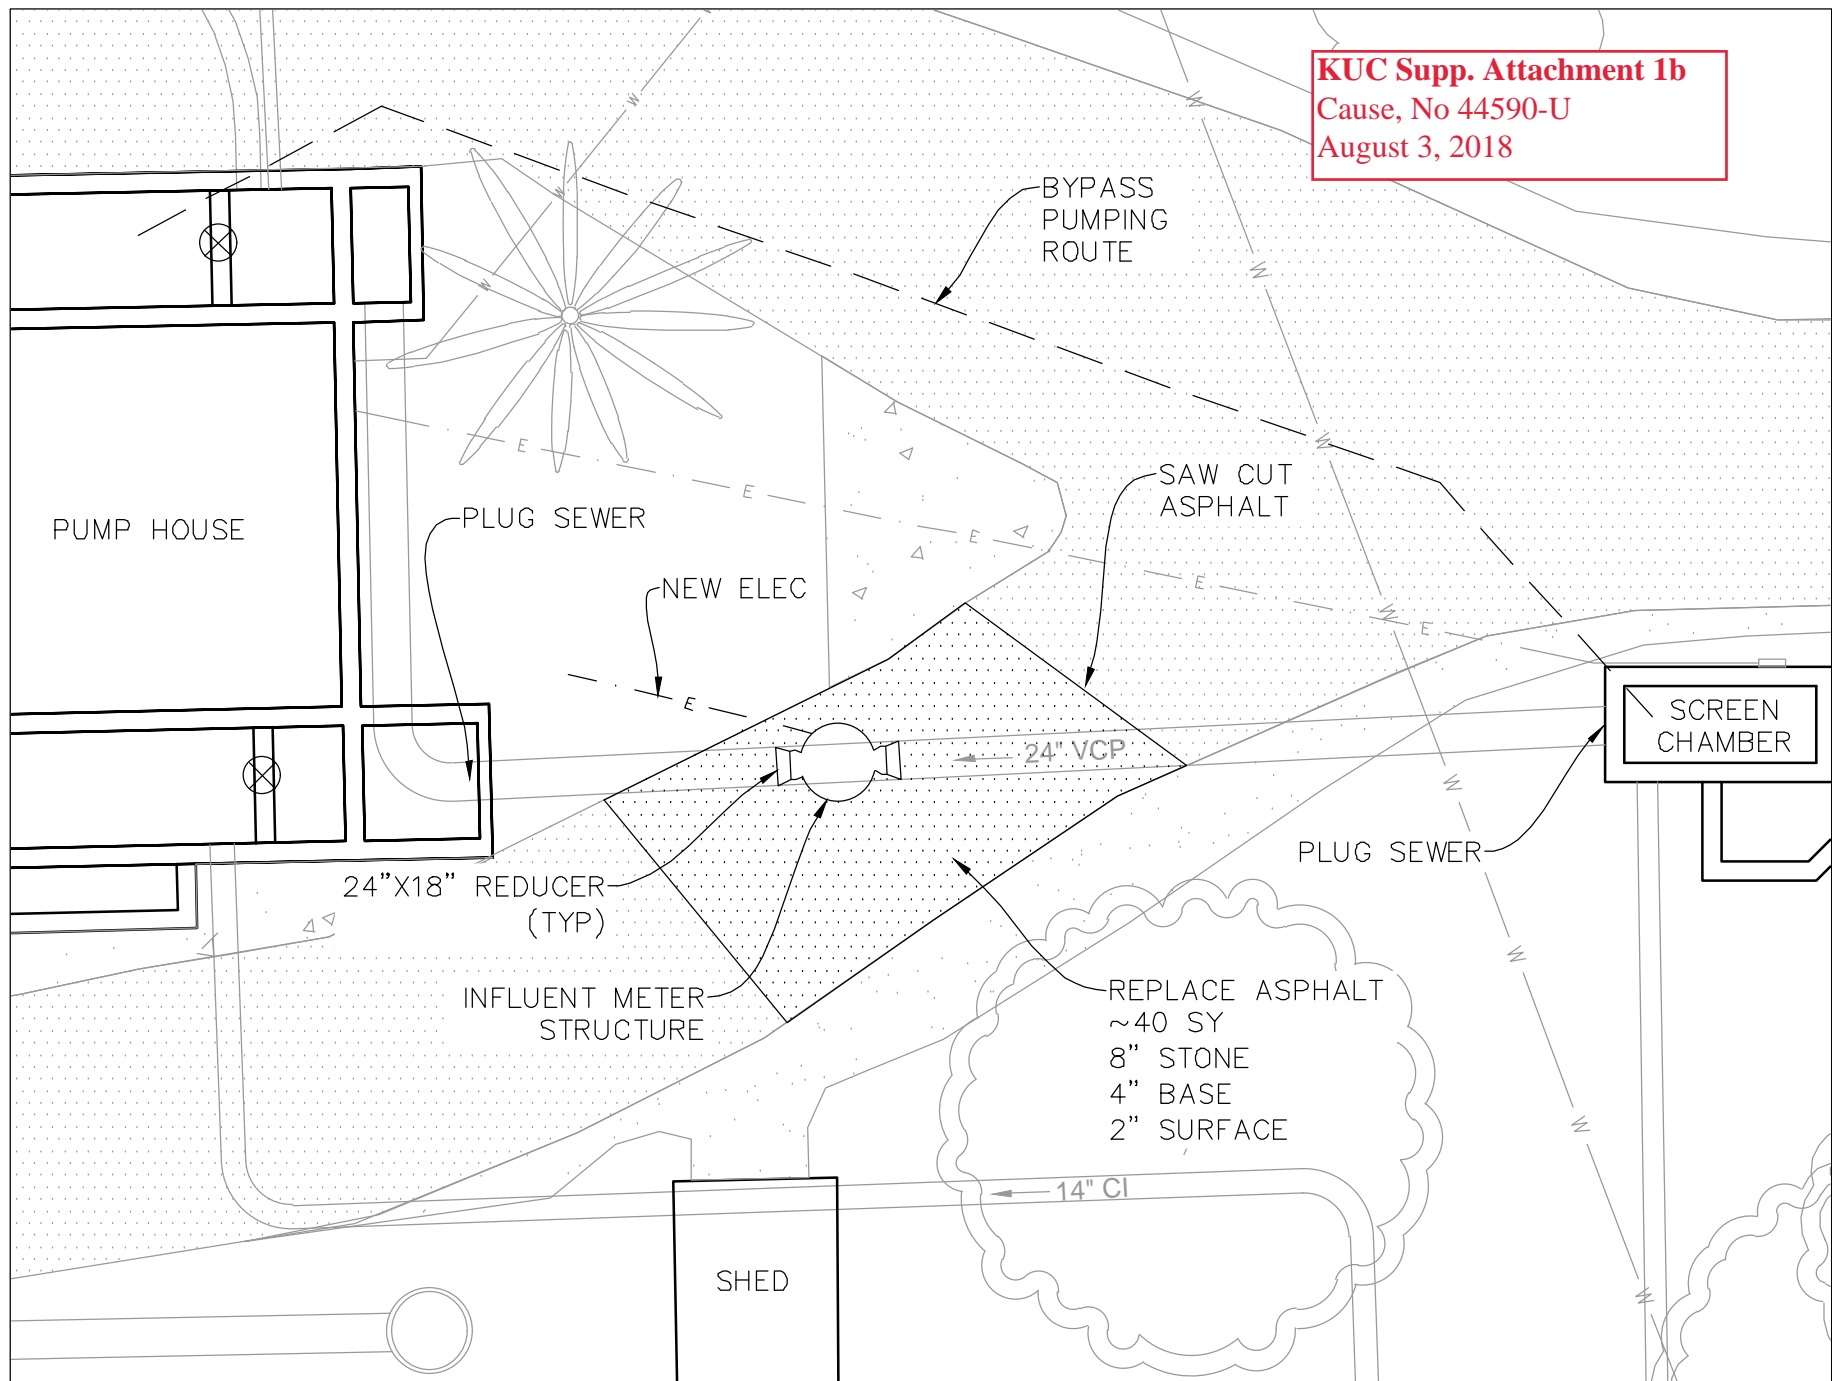 KUC Supp. Attachment 1b
Cause, No 44590-U
August 3, 2018
W
W
W
BYPASS
PUMPING
ROUTE
W
W
W
E
SAW CUT
ASPHALT
E
PLUG SEWER
PUMP HOUSE
E
E
NEW ELEC
W
E
E
SCREEN
CHAMBER
24" VCP
W
PLUG SEWER
24”X18” REDUCER
(TYP)
W
INFLUENT METER
STRUCTURE
REPLACE ASPHALT
~40 SY
8” STONE
4” BASE
2” SURFACE
W
14" CI
SHED
W